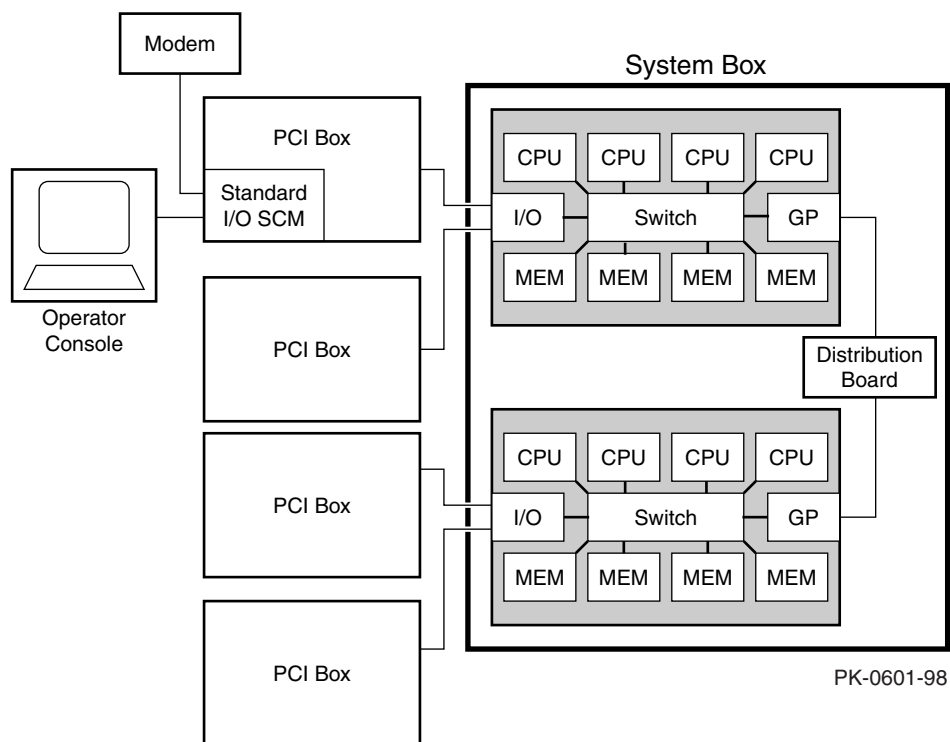 Modem
System Box
PCI Box
Standard
I/O SCM
Operator
Console
CPU CPU CPU CPU
I/O Switch GP
MEM MEM MEM MEM
PCI Box
Distribution
Board
PCI Box
CPU CPU CPU CPU
I/O Switch GP
MEM MEM MEM MEM
PCI Box
PK-0601-98